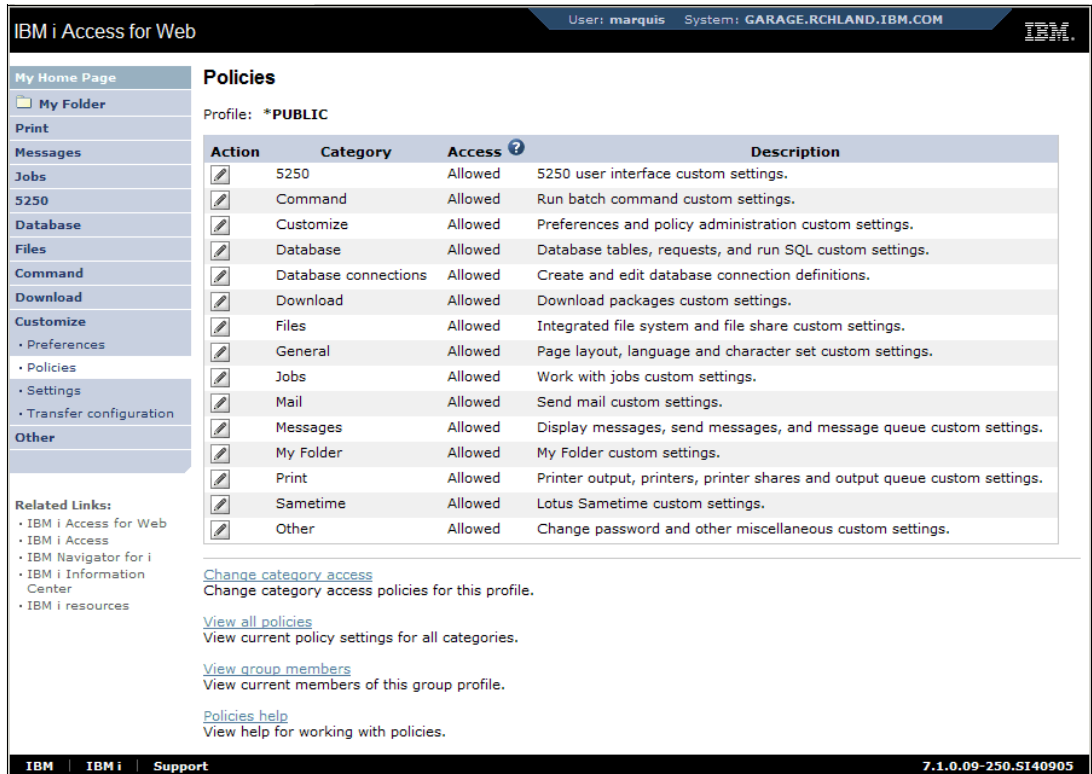 IBM i Access for Web
User: marquis System: GARAGE.RCHLAND.IBM.COM
IBM.
My Home Page
My Folder
Print
Messages
Jobs
5250
Database
Files
Command
Download
Customize
• Preferences
• Policies
• Settings
• Transfer configuration
Other
Related Links:
• IBM i Access for Web
• IBM i Access
• IBM Navigator for i
• IBM i Information
Center
• IBM i resources
Policies
Profile: *PUBLIC
Action Category Access ? Description
5250 Allowed 5250 user interface custom settings.
Command Allowed Run batch command custom settings.
Customize Allowed Preferences and policy administration custom settings.
Database Allowed Database tables, requests, and run SQL custom settings.
Database connections Allowed Create and edit database connection definitions.
Download Allowed Download packages custom settings.
Files Allowed Integrated file system and file share custom settings.
General Allowed Page layout, language and character set custom settings.
Jobs Allowed Work with jobs custom settings.
Mail Allowed Send mail custom settings.
Messages Allowed Display messages, send messages, and message queue custom settings.
My Folder Allowed My Folder custom settings.
Print Allowed Printer output, printers, printer shares and output queue custom settings.
Sametime Allowed Lotus Sametime custom settings.
Other Allowed Change password and other miscellaneous custom settings.
Change category access
Change category access policies for this profile.
View all policies
View current policy settings for all categories.
View group members
View current members of this group profile.
Policies help
View help for working with policies.
IBM | IBM i | Support 7.1.0.09-250.SI40905